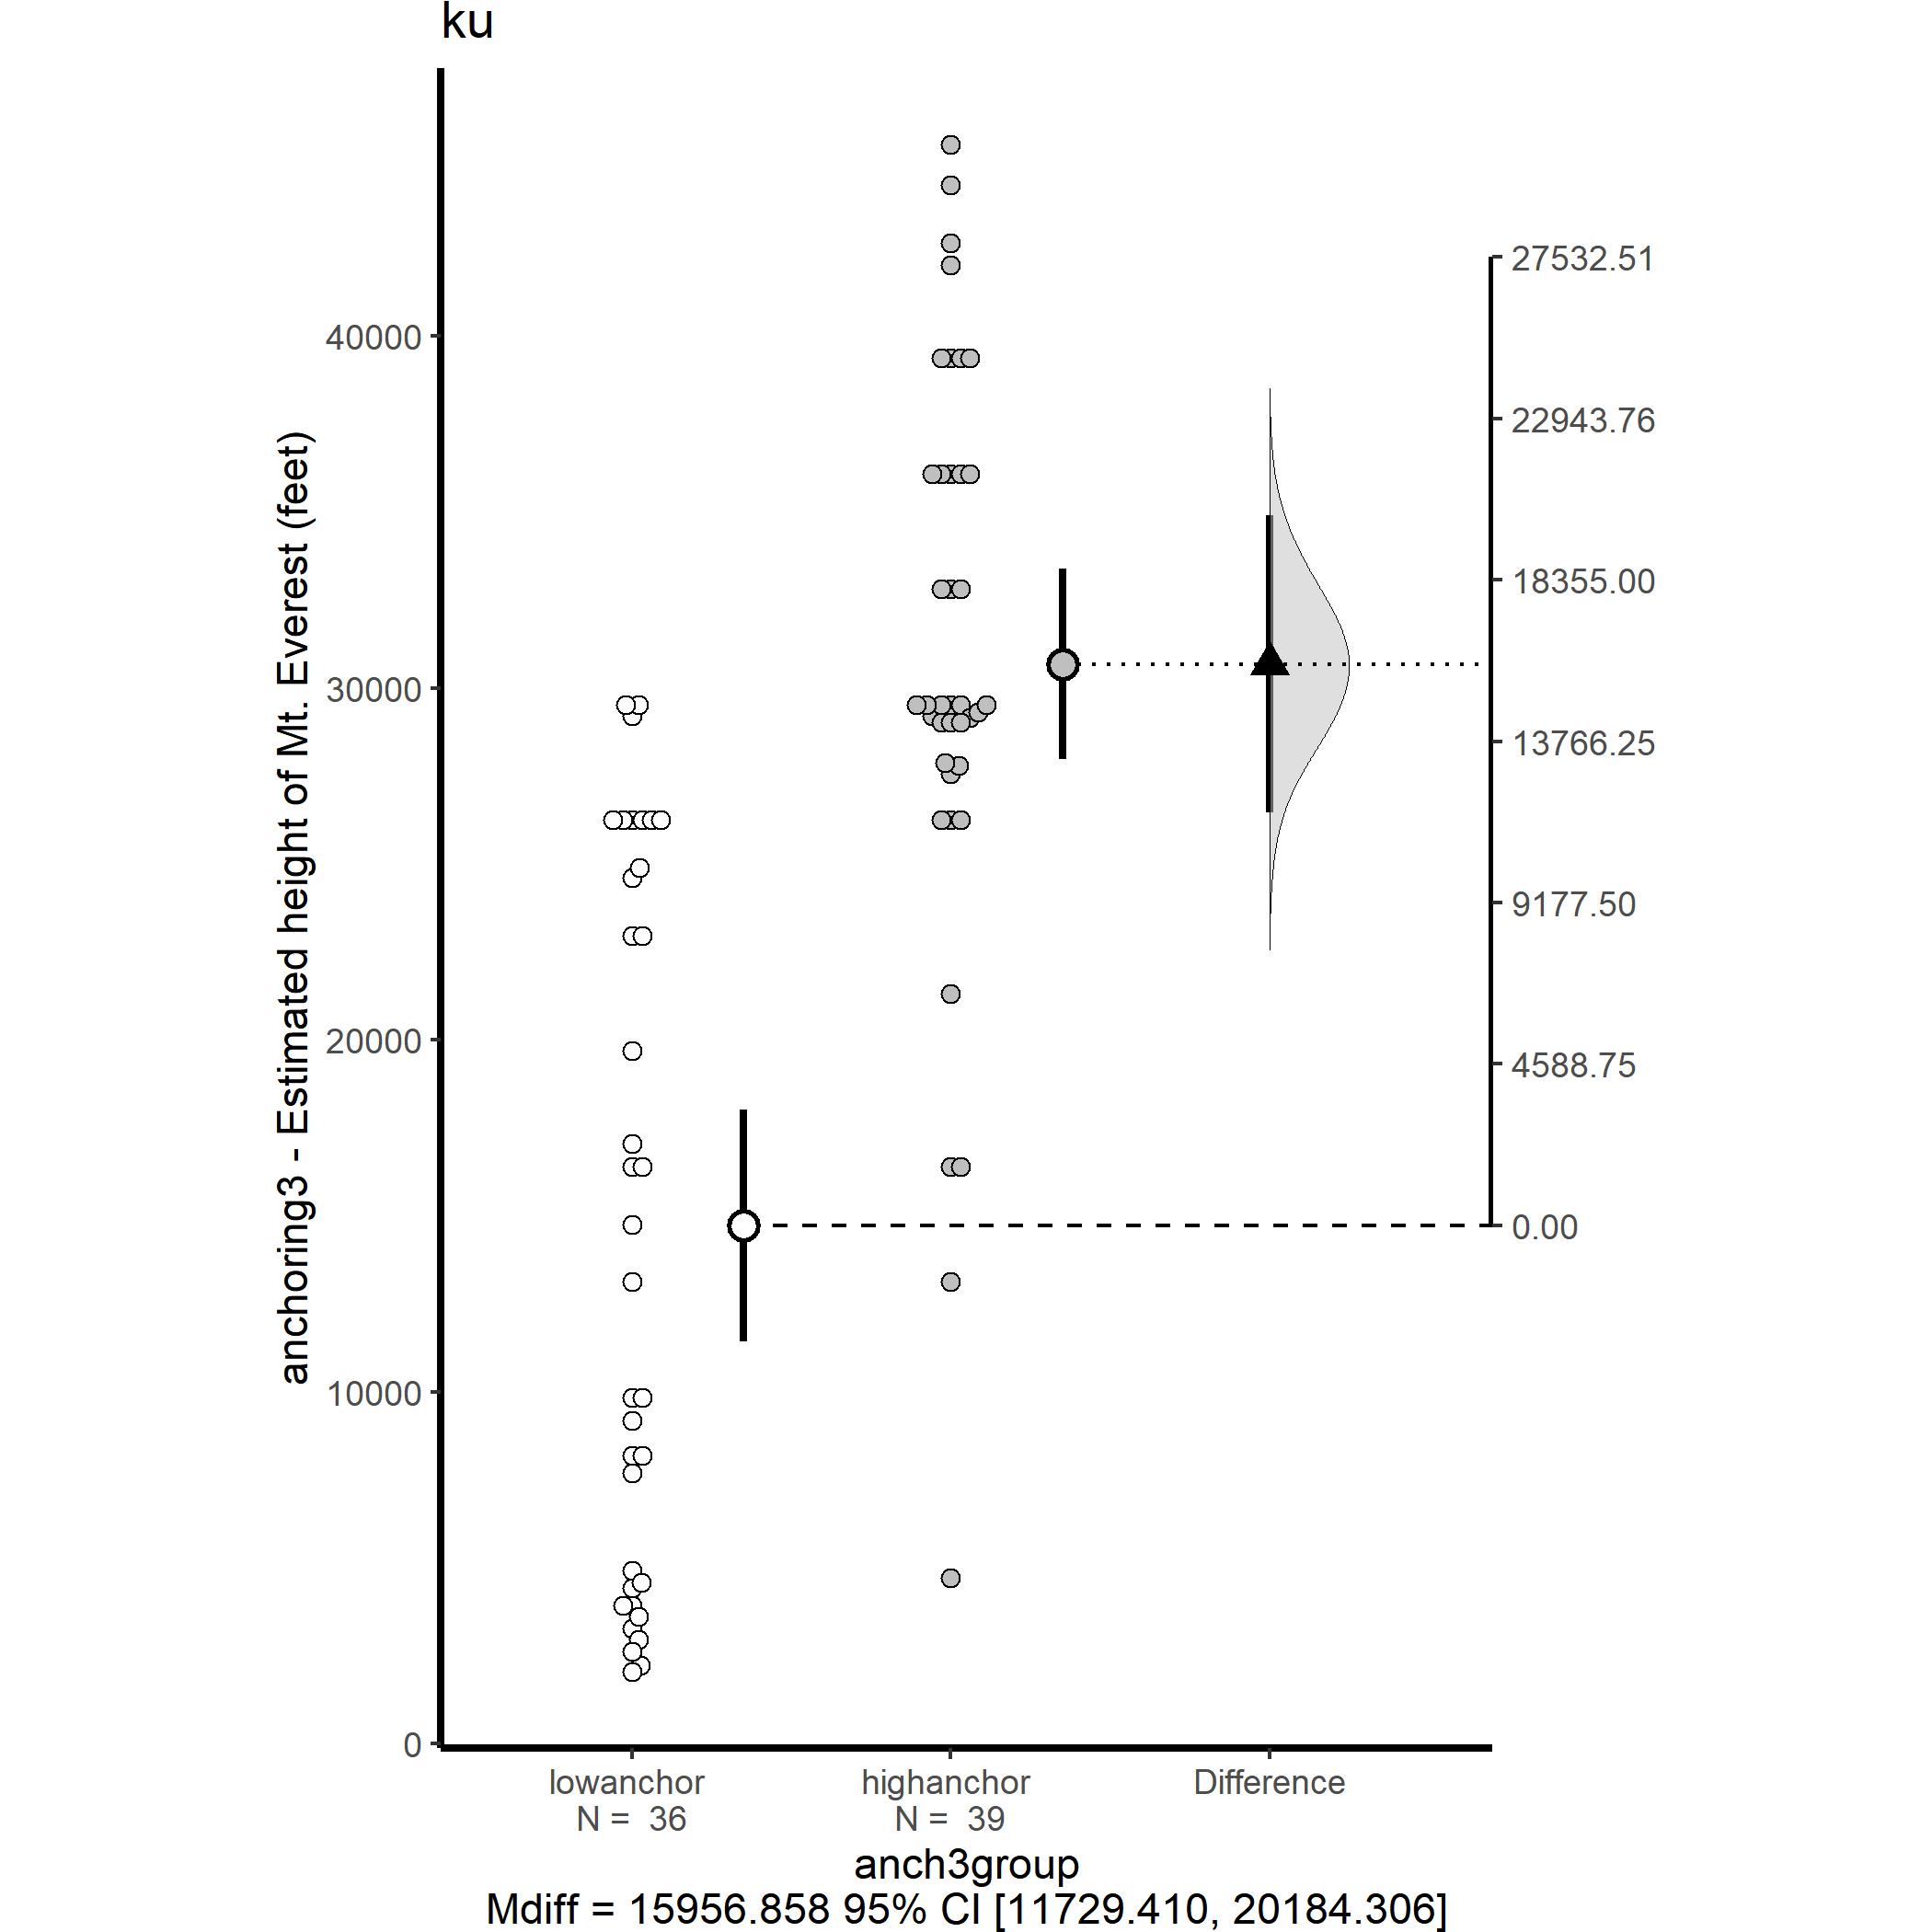 ku
anchoring3 - Estimated height of Mt. Everest (feet)
40000
30000
20000
10000
0
27532.51
22943.76
18355.00
13766.25
9177.50
4588.75
0.00
lowanchor
N =  36
highanchor
N =  39
Difference
anch3group
Mdiff = 15956.858 95% CI [11729.410, 20184.306]